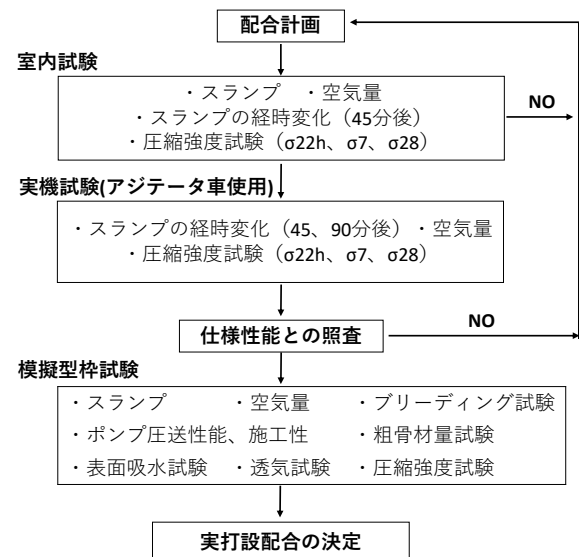 配合計画
室内試験
・スランプ ・空気量
・スランプの経時変化（45分後）
・圧縮強度試験（σ22h、σ7、σ28）
NO
実機試験(アジテータ車使用)
・スランプの経時変化（45、90分後）・空気量
・圧縮強度試験（σ22h、σ7、σ28）
仕様性能との照査
NO
模擬型枠試験
・スランプ ・空気量 ・ブリーディング試験
・ポンプ圧送性能、施工性 ・粗骨材量試験
・表面吸水試験 ・透気試験 ・圧縮強度試験
実打設配合の決定